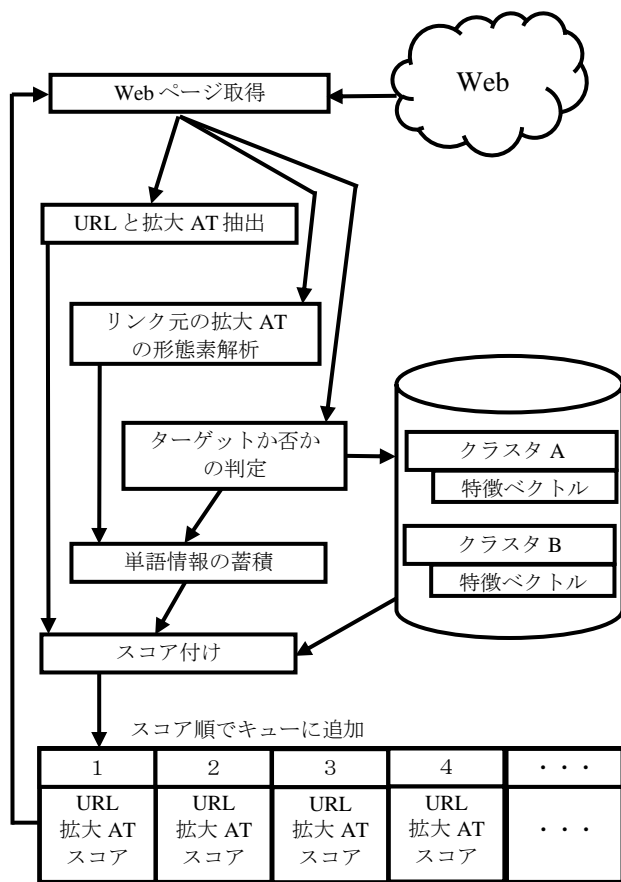 Web
Web ページ取得
URL と拡大 AT 抽出
リンク元の拡大 AT
の形態素解析
ターゲットか否か
の判定
クラスタ A
特徴ベクトル
クラスタ B
特徴ベクトル
単語情報の蓄積
スコア付け
スコア順でキューに追加
1 2 3 4 ・・・
URL URL URL URL
拡大 AT 拡大 AT 拡大 AT 拡大 AT ・・・
スコア スコア スコア スコア